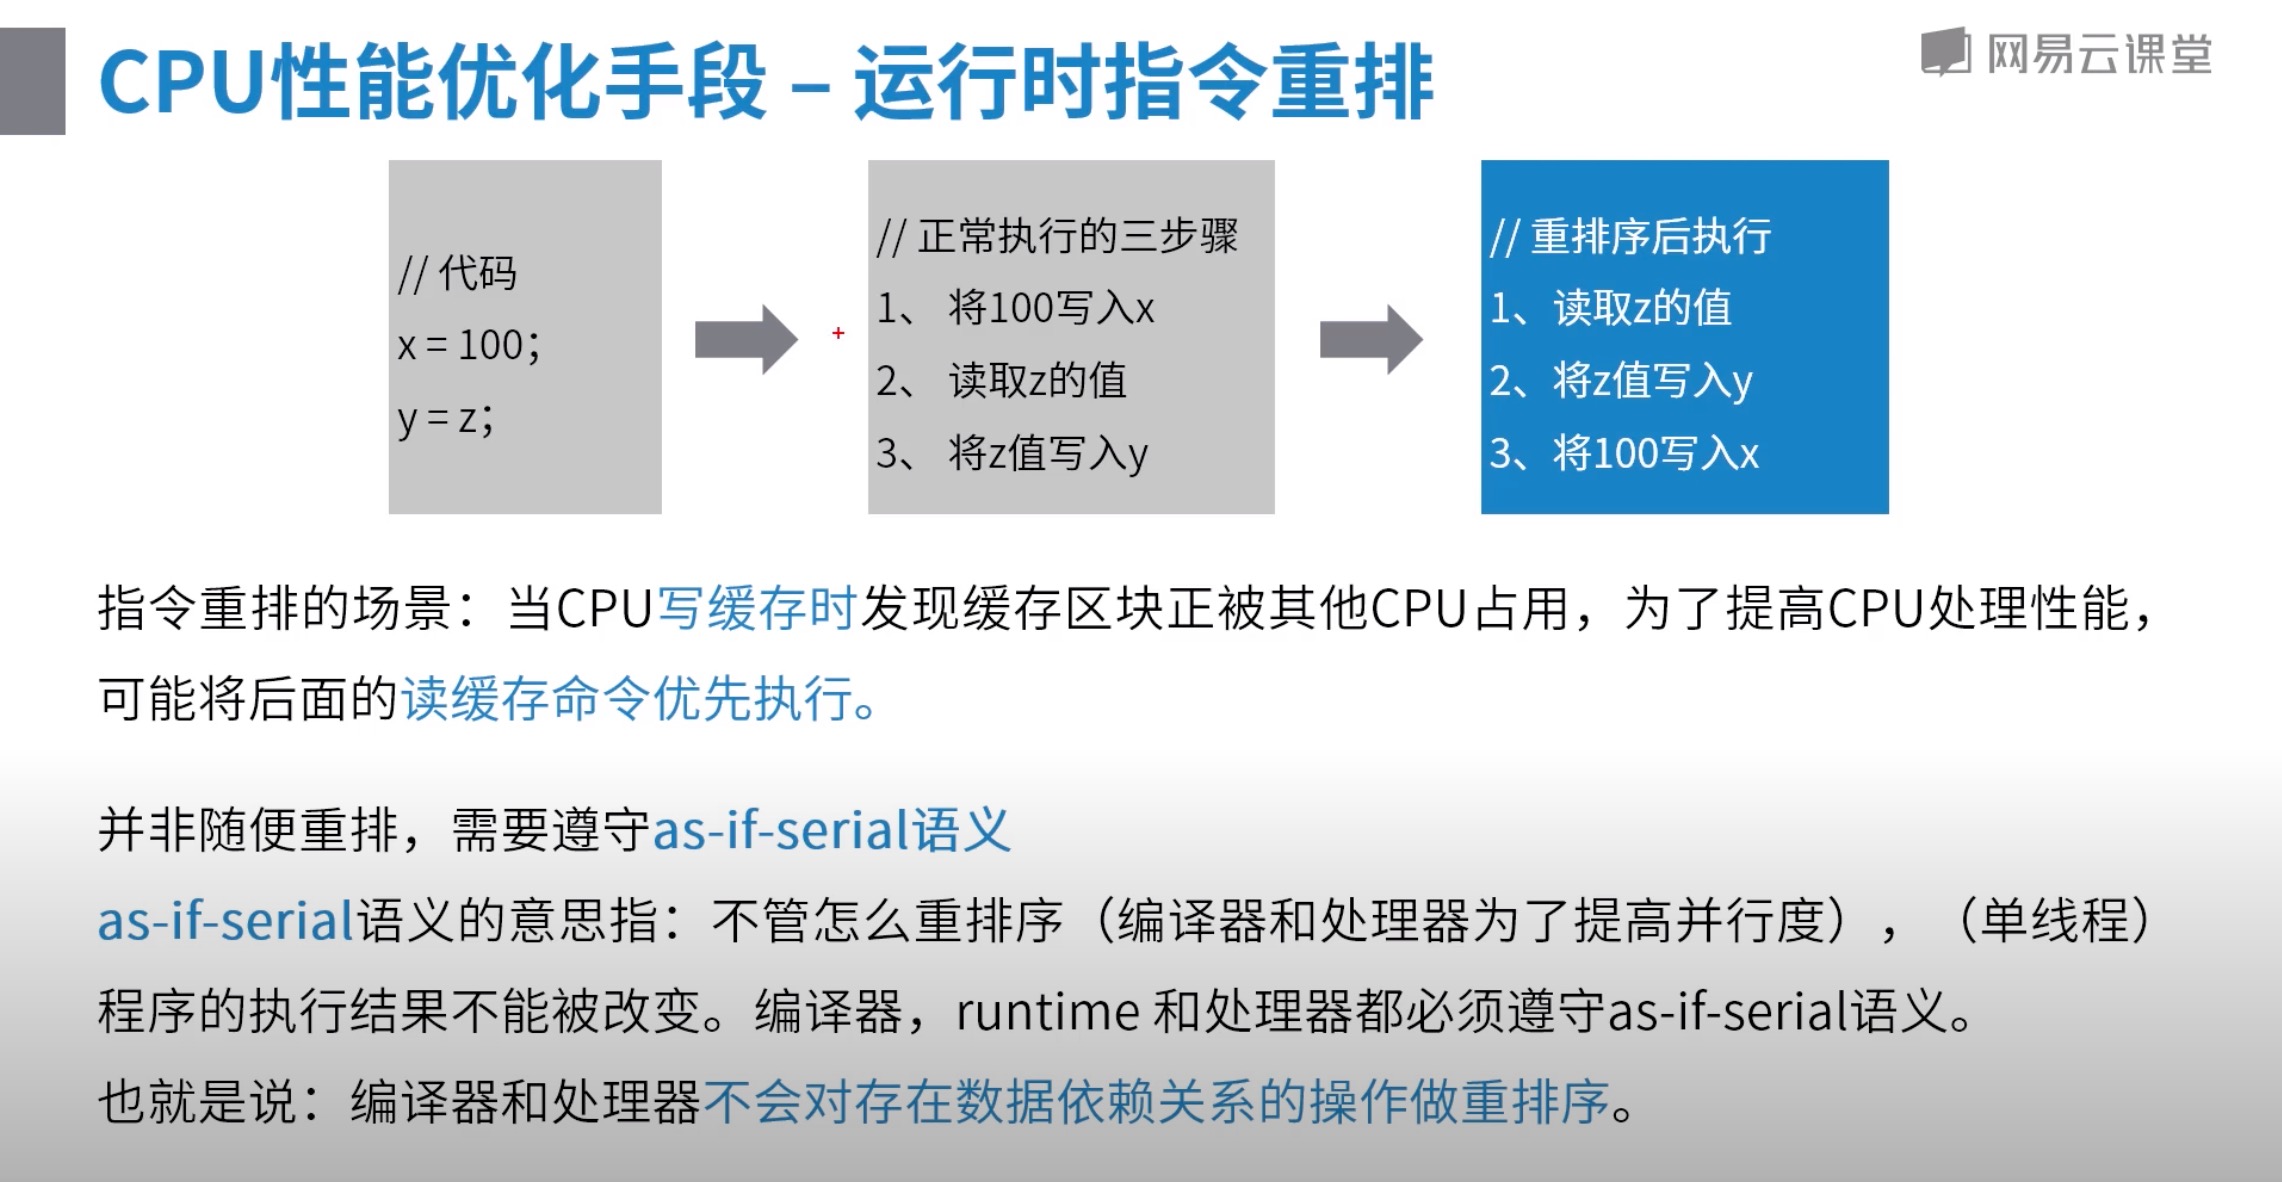 CPU性能优化手段 – 运行时指令重排
网易云课堂
// 代码
x = 100；
y = z；
// 正常执行的三步骤
1、 将100写入x
2、 读取z的值
3、 将z值写入y
// 重排序后执行
1、读取z的值
2、将z值写入y
3、将100写入x
指令重排的场景：当CPU写缓存时发现缓存区块正被其他CPU占用，为了提高CPU处理性能，
可能将后面的读缓存命令优先执行。
并非随便重排，需要遵守as-if-serial语义
as-if-serial语义的意思指：不管怎么重排序（编译器和处理器为了提高并行度），（单线程）
程序的执行结果不能被改变。编译器，runtime 和处理器都必须遵守as-if-serial语义。
也就是说：编译器和处理器不会对存在数据依赖关系的操作做重排序。